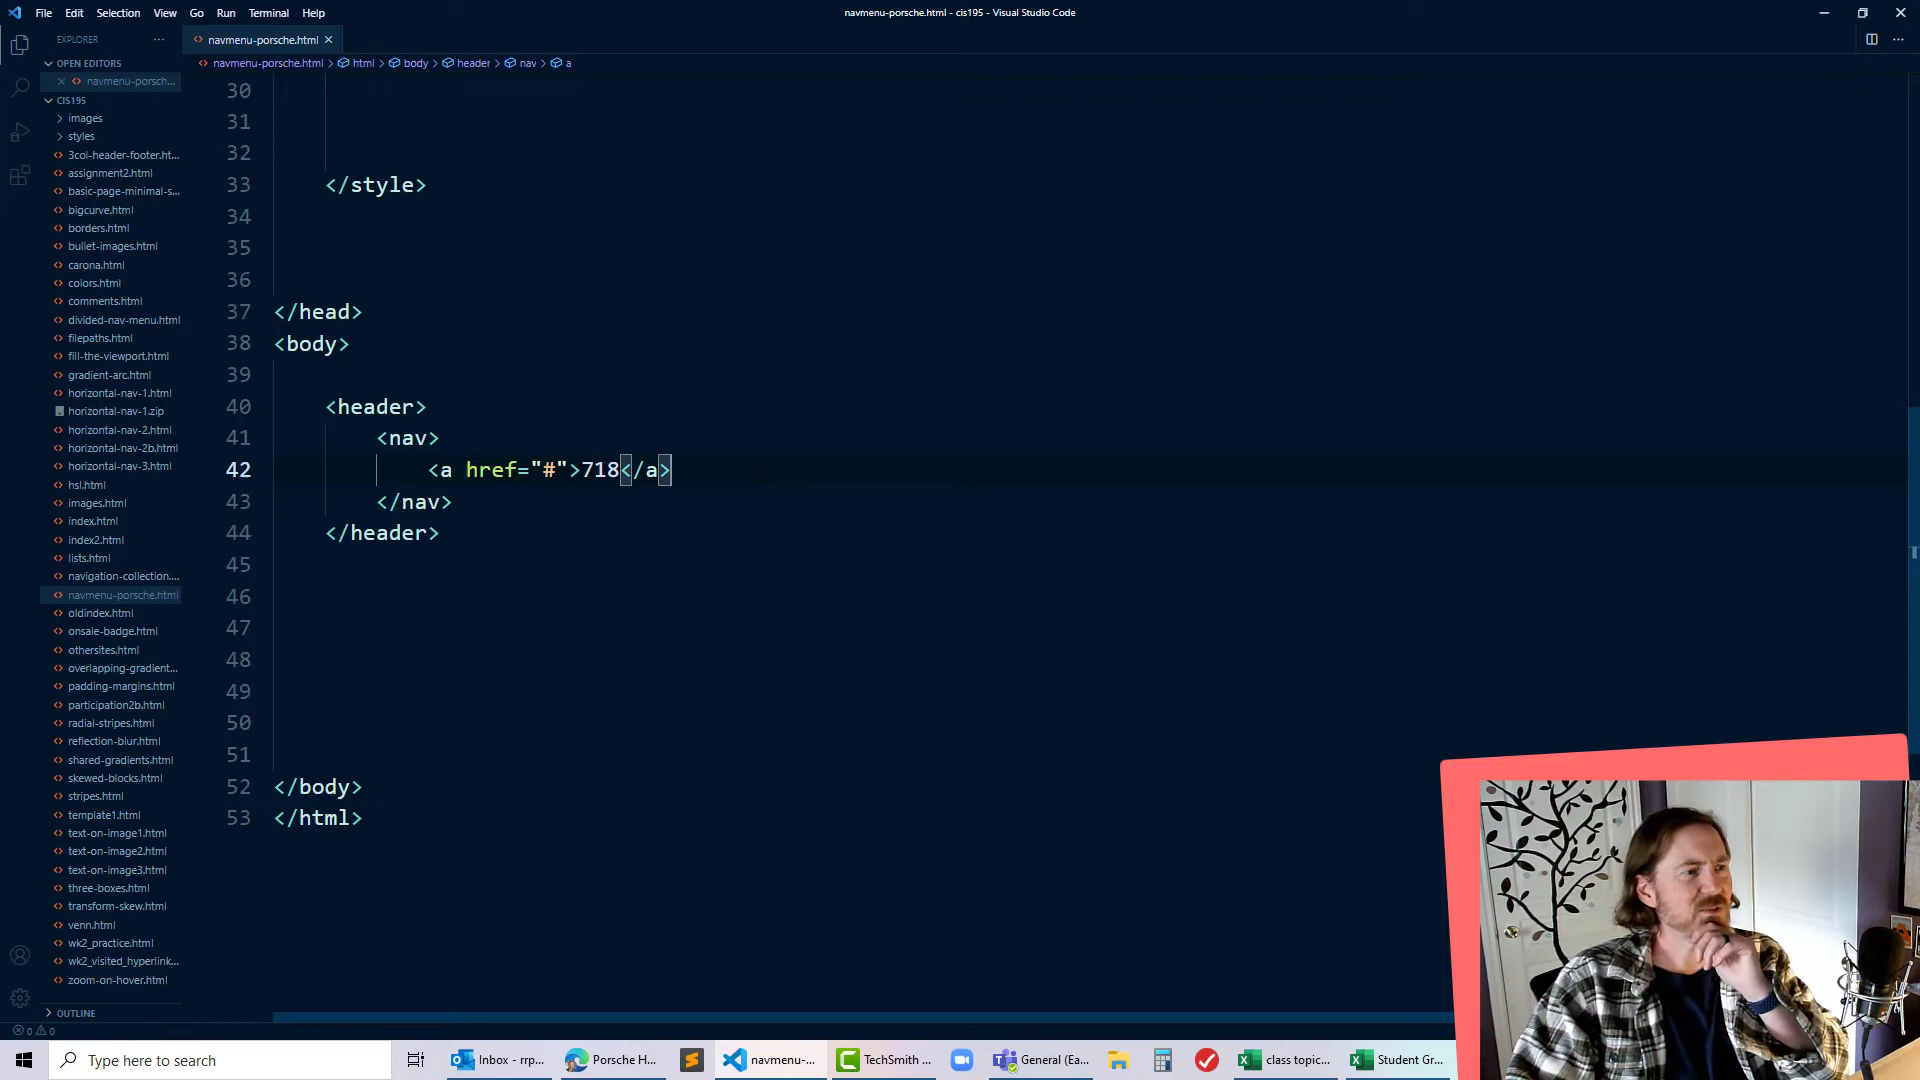 File Edit Selection View Go Run Terminal Help
navmenu-porsche.html - cis195 - Visual Studio Code
EXPLORER
navmenu-porsche.html
OPEN EDITORS
navmenu-porsch...
navmenu-porsche.html > html > body > header > nav > a
CIS195
images
styles
3col-header-footer.ht...
assignment2.html
basic-page-minimal-s...
bigcurve.html
borders.html
bullet-images.html
carona.html
colors.html
comments.html
divided-nav-menu.html
filepaths.html
fill-the-viewport.html
gradient-arc.html
horizontal-nav-1.html
horizontal-nav-1.zip
horizontal-nav-2.html
horizontal-nav-2b.html
horizontal-nav-3.html
hsl.html
images.html
index.html
index2.html
lists.html
navigation-collection....
navmenu-porsche.html
oldindex.html
onsale-badge.html
othersites.html
overlapping-gradient...
padding-margins.html
participation2b.html
radial-stripes.html
reflection-blur.html
shared-gradients.html
skewed-blocks.html
stripes.html
template1.html
text-on-image1.html
text-on-image2.html
text-on-image3.html
three-boxes.html
transform-skew.html
venn.html
wk2_practice.html
wk2_visited_hyperlink...
zoom-on-hover.html
OUTLINE
30
31
32
33 </style>
34
35
36
37 </head>
38 <body>
39
40 <header>
41 <nav>
42 <a href="#">718</a>
43 </nav>
44 </header>
45
46
47
48
49
50
51
52 </body>
53 </html>
0 0
Type here to search
Inbox - rrp...
Porsche H...
navmenu-...
TechSmith ...
General (Ea...
class topic...
Student Gr...